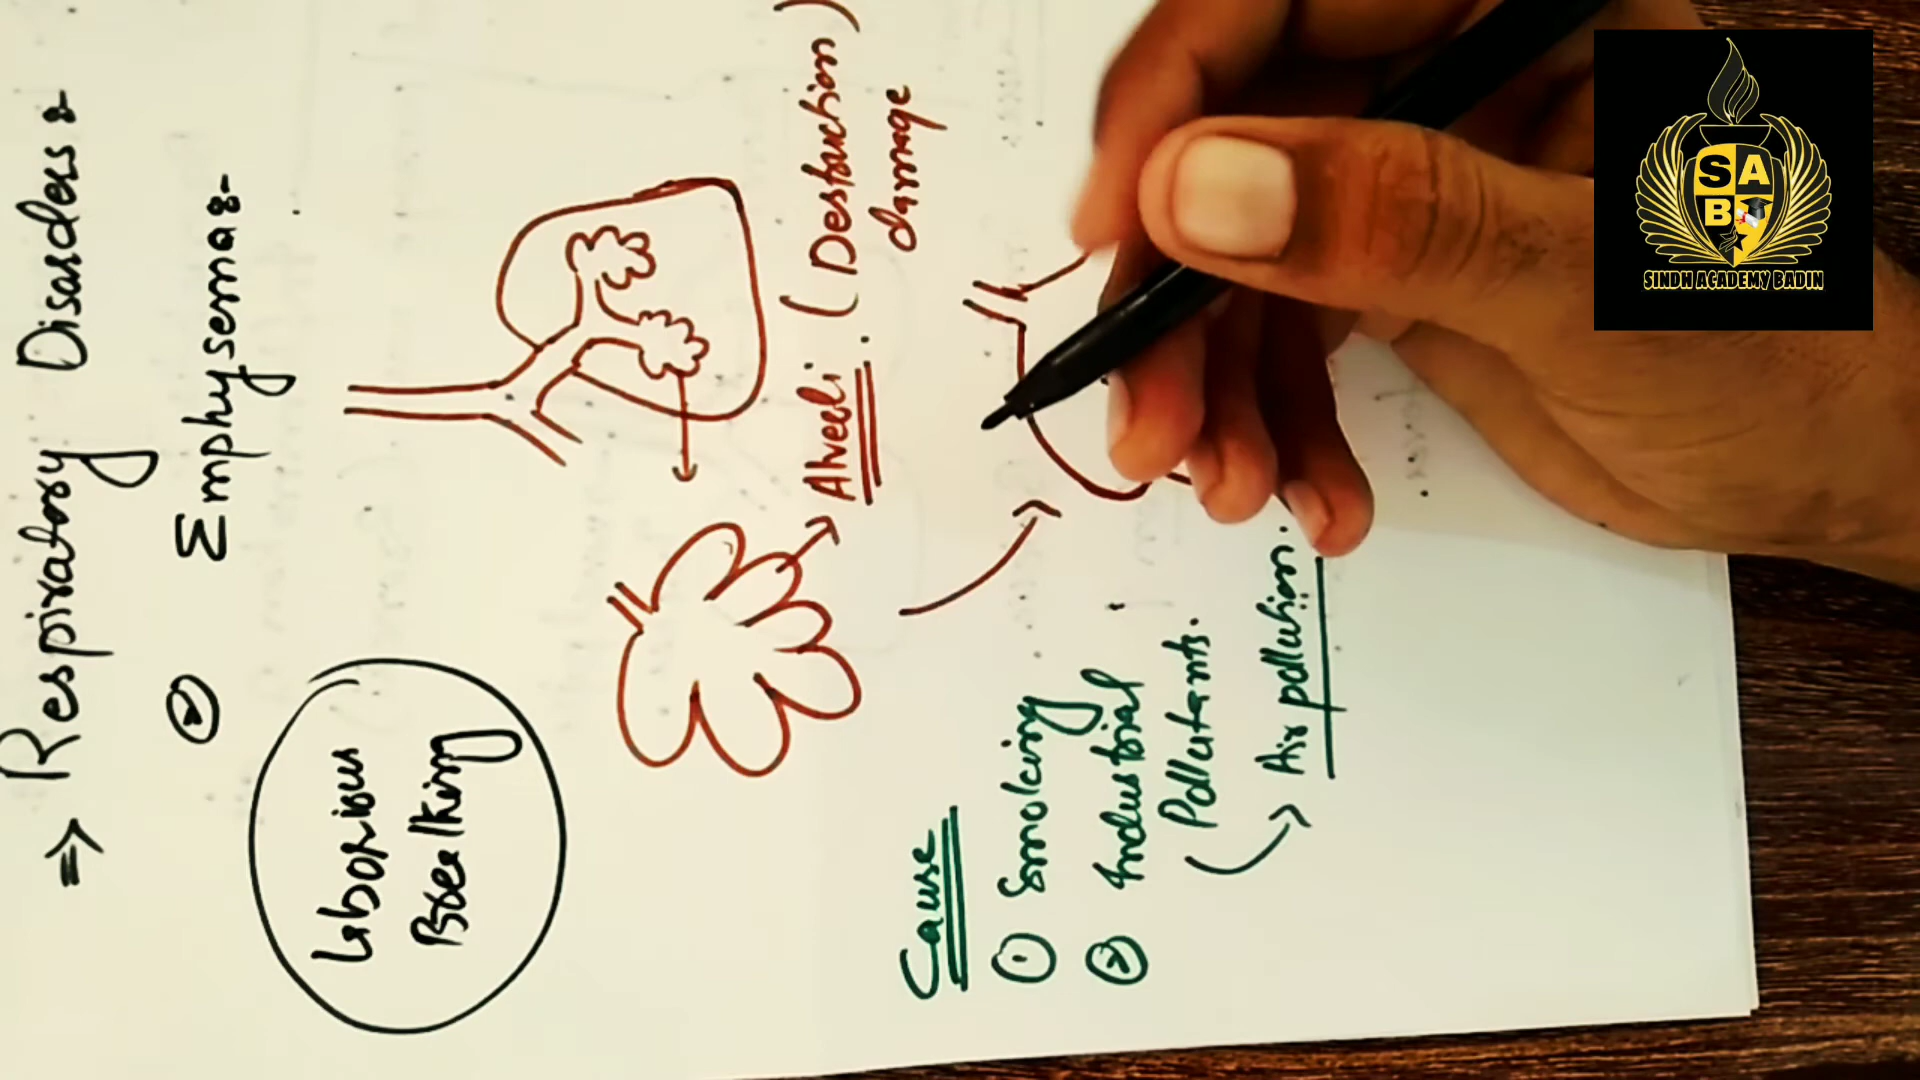 ⇒ Respiratory Disorders:-
② Emphysema:-
Laborious
Breathing
Alveoli. (Destruction)
damage
Cause
① Smoking
② Industrial
Pollutants.
→ Air pollution.
SAB
SINDH ACADEMY BADIN